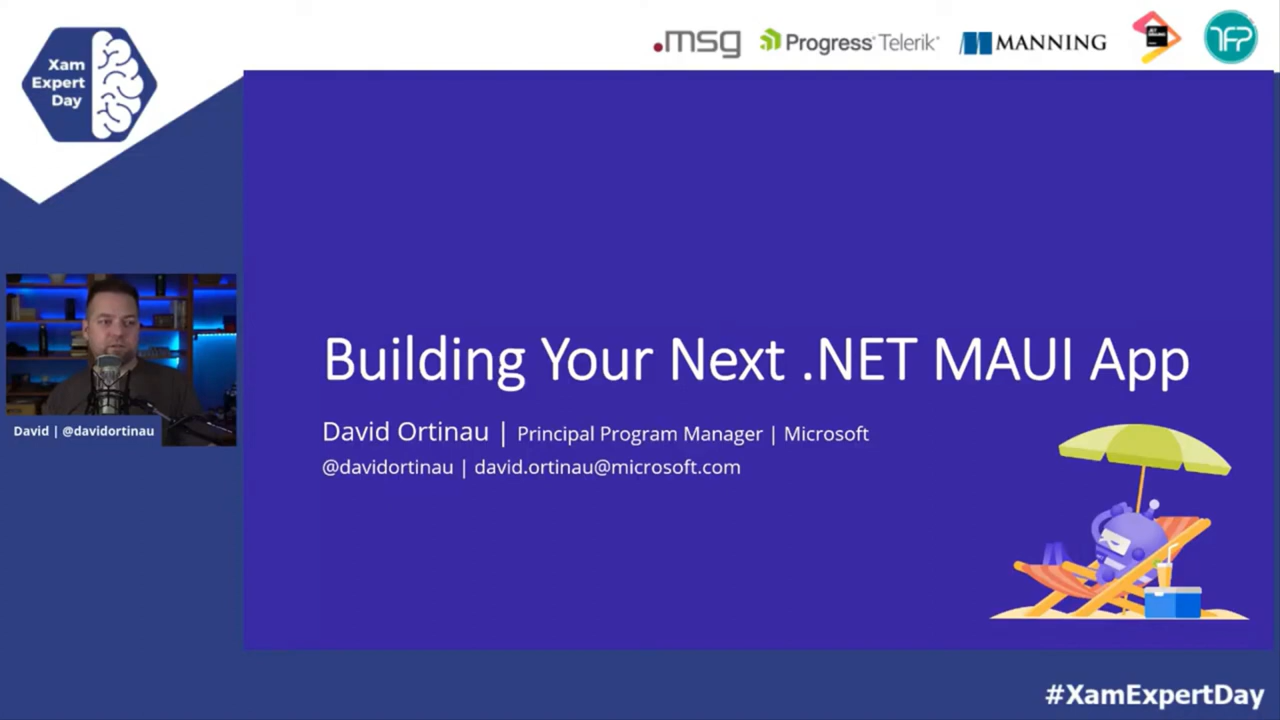 Xam
Expert
Day
.msg
Progress® Telerik®
MANNING
TFP
Building Your Next .NET MAUI App
David Ortinau | Principal Program Manager | Microsoft
@davidortinau | david.ortinau@microsoft.com
David | @davidortinau
#XamExpertDay